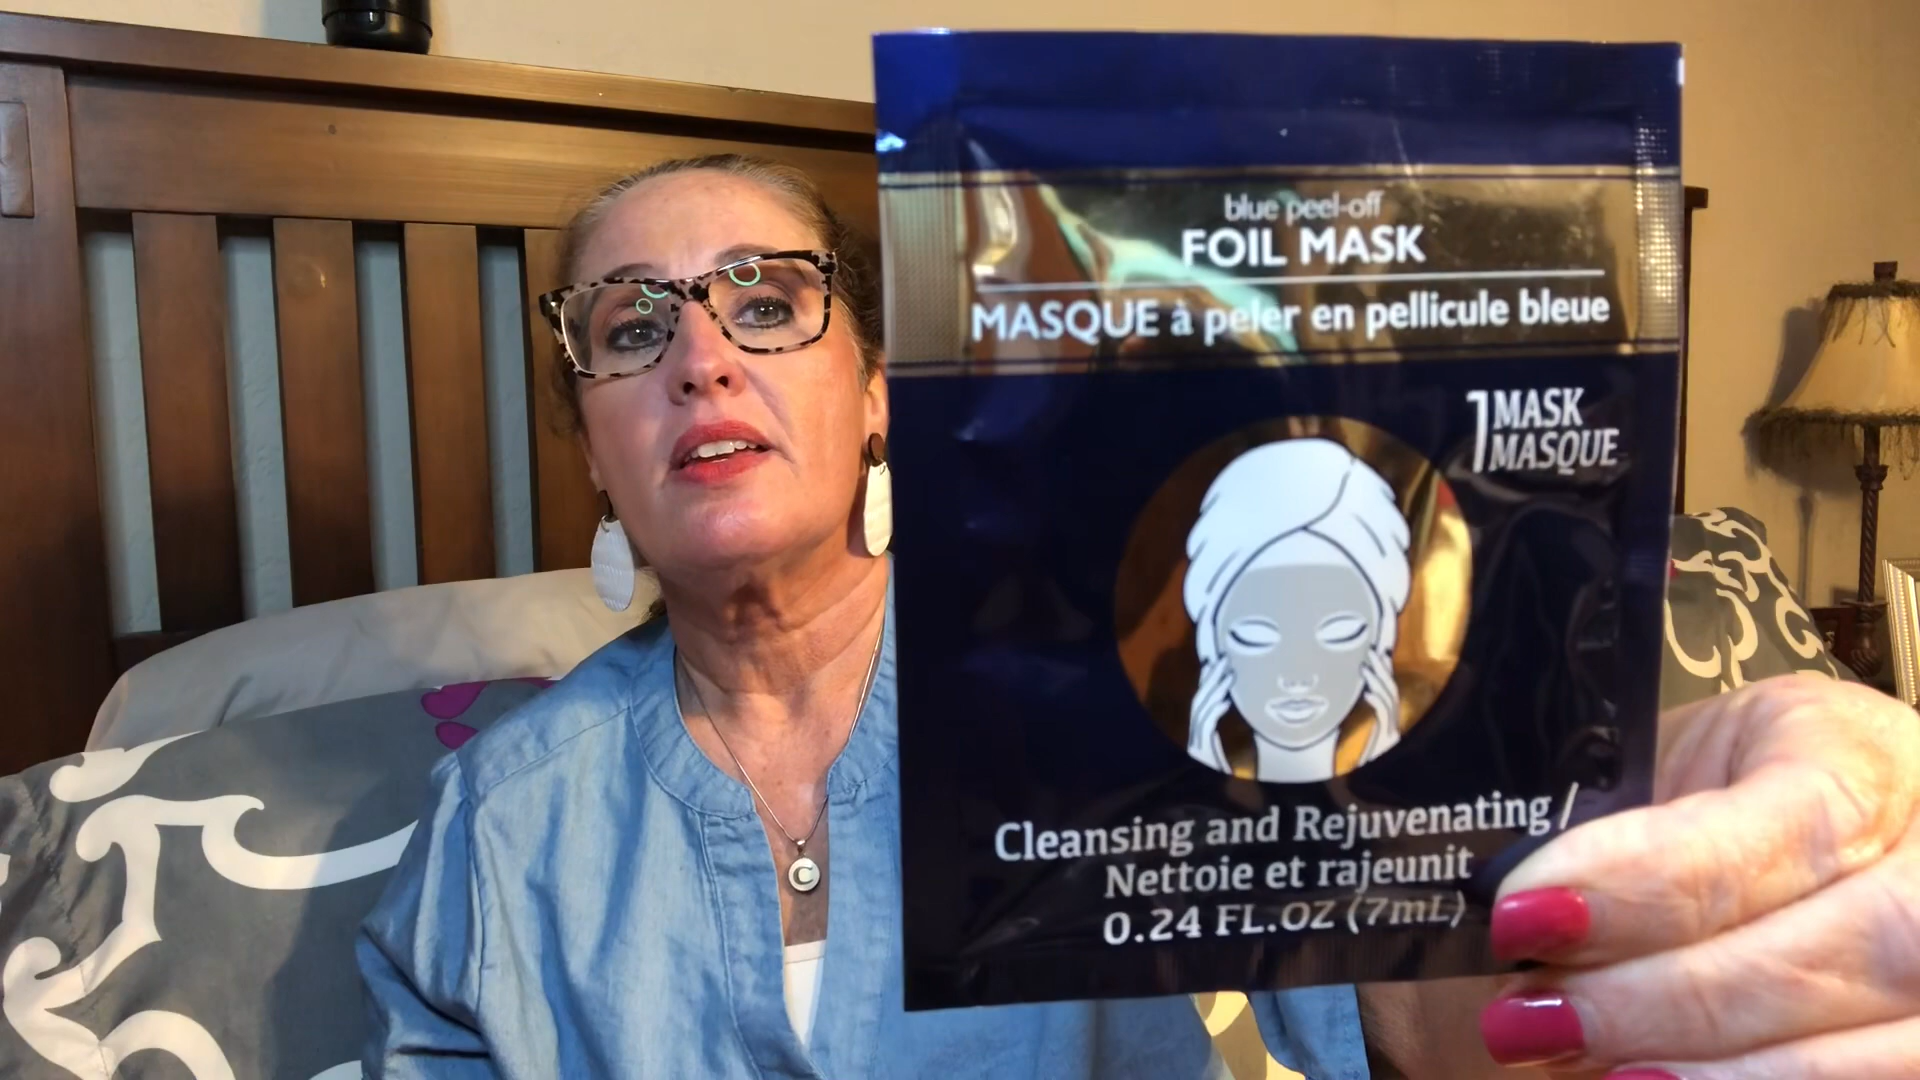 blue peel-off
FOIL MASK
MASQUE à peler en pellicule bleue
1 MASK
MASQUE
Cleansing and Rejuvenating /
Nettoie et rajeunit
0.24 FL.OZ (7mL)
C